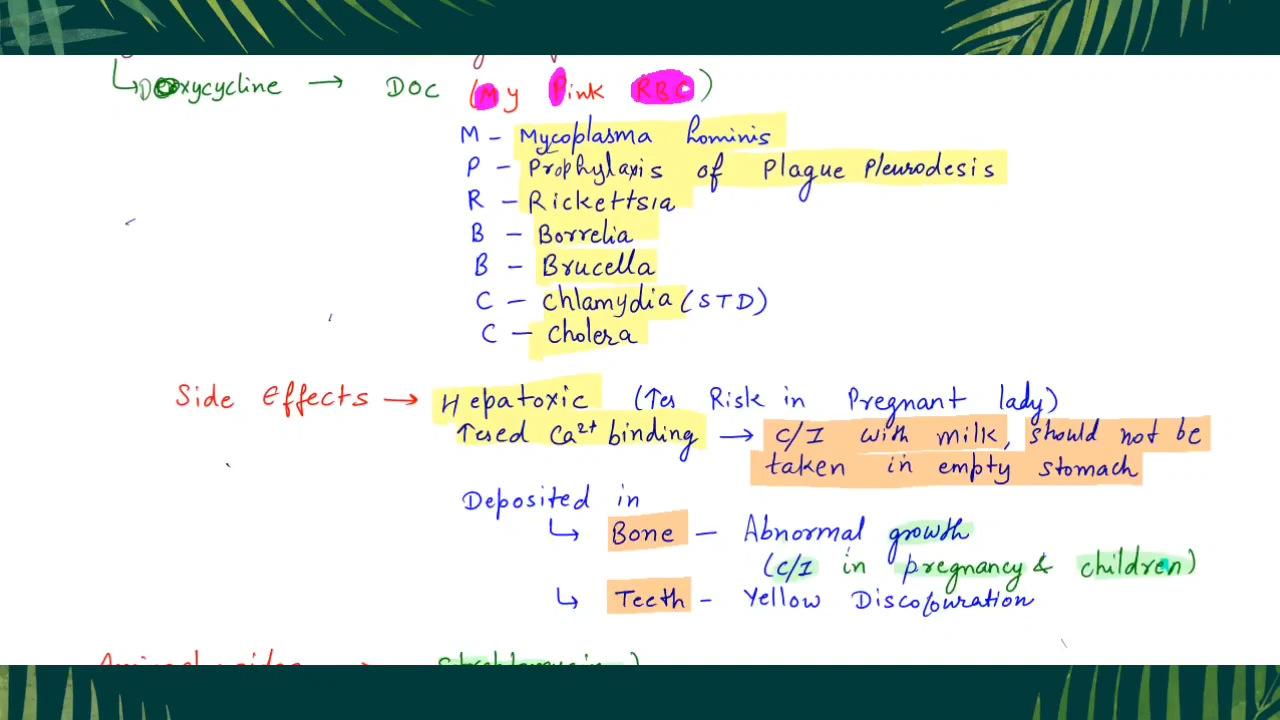 ↳ Doxycycline → DOC (My Pink RBC)
M - Mycoplasma hominis
P - Prophylaxis of Plague Pleurodesis
R - Rickettsia
B - Borrelia
B - Brucella
C - Chlamydia (STD)
C - Cholera
Side Effects → Hepatoxic (↑es Risk in Pregnant lady)
↑esed Ca²⁺ binding → C/I with milk, should not be
taken in empty stomach
Deposited in
↳ Bone - Abnormal growth
(C/I in pregnancy & children)
↳ Teeth - Yellow Discolouration